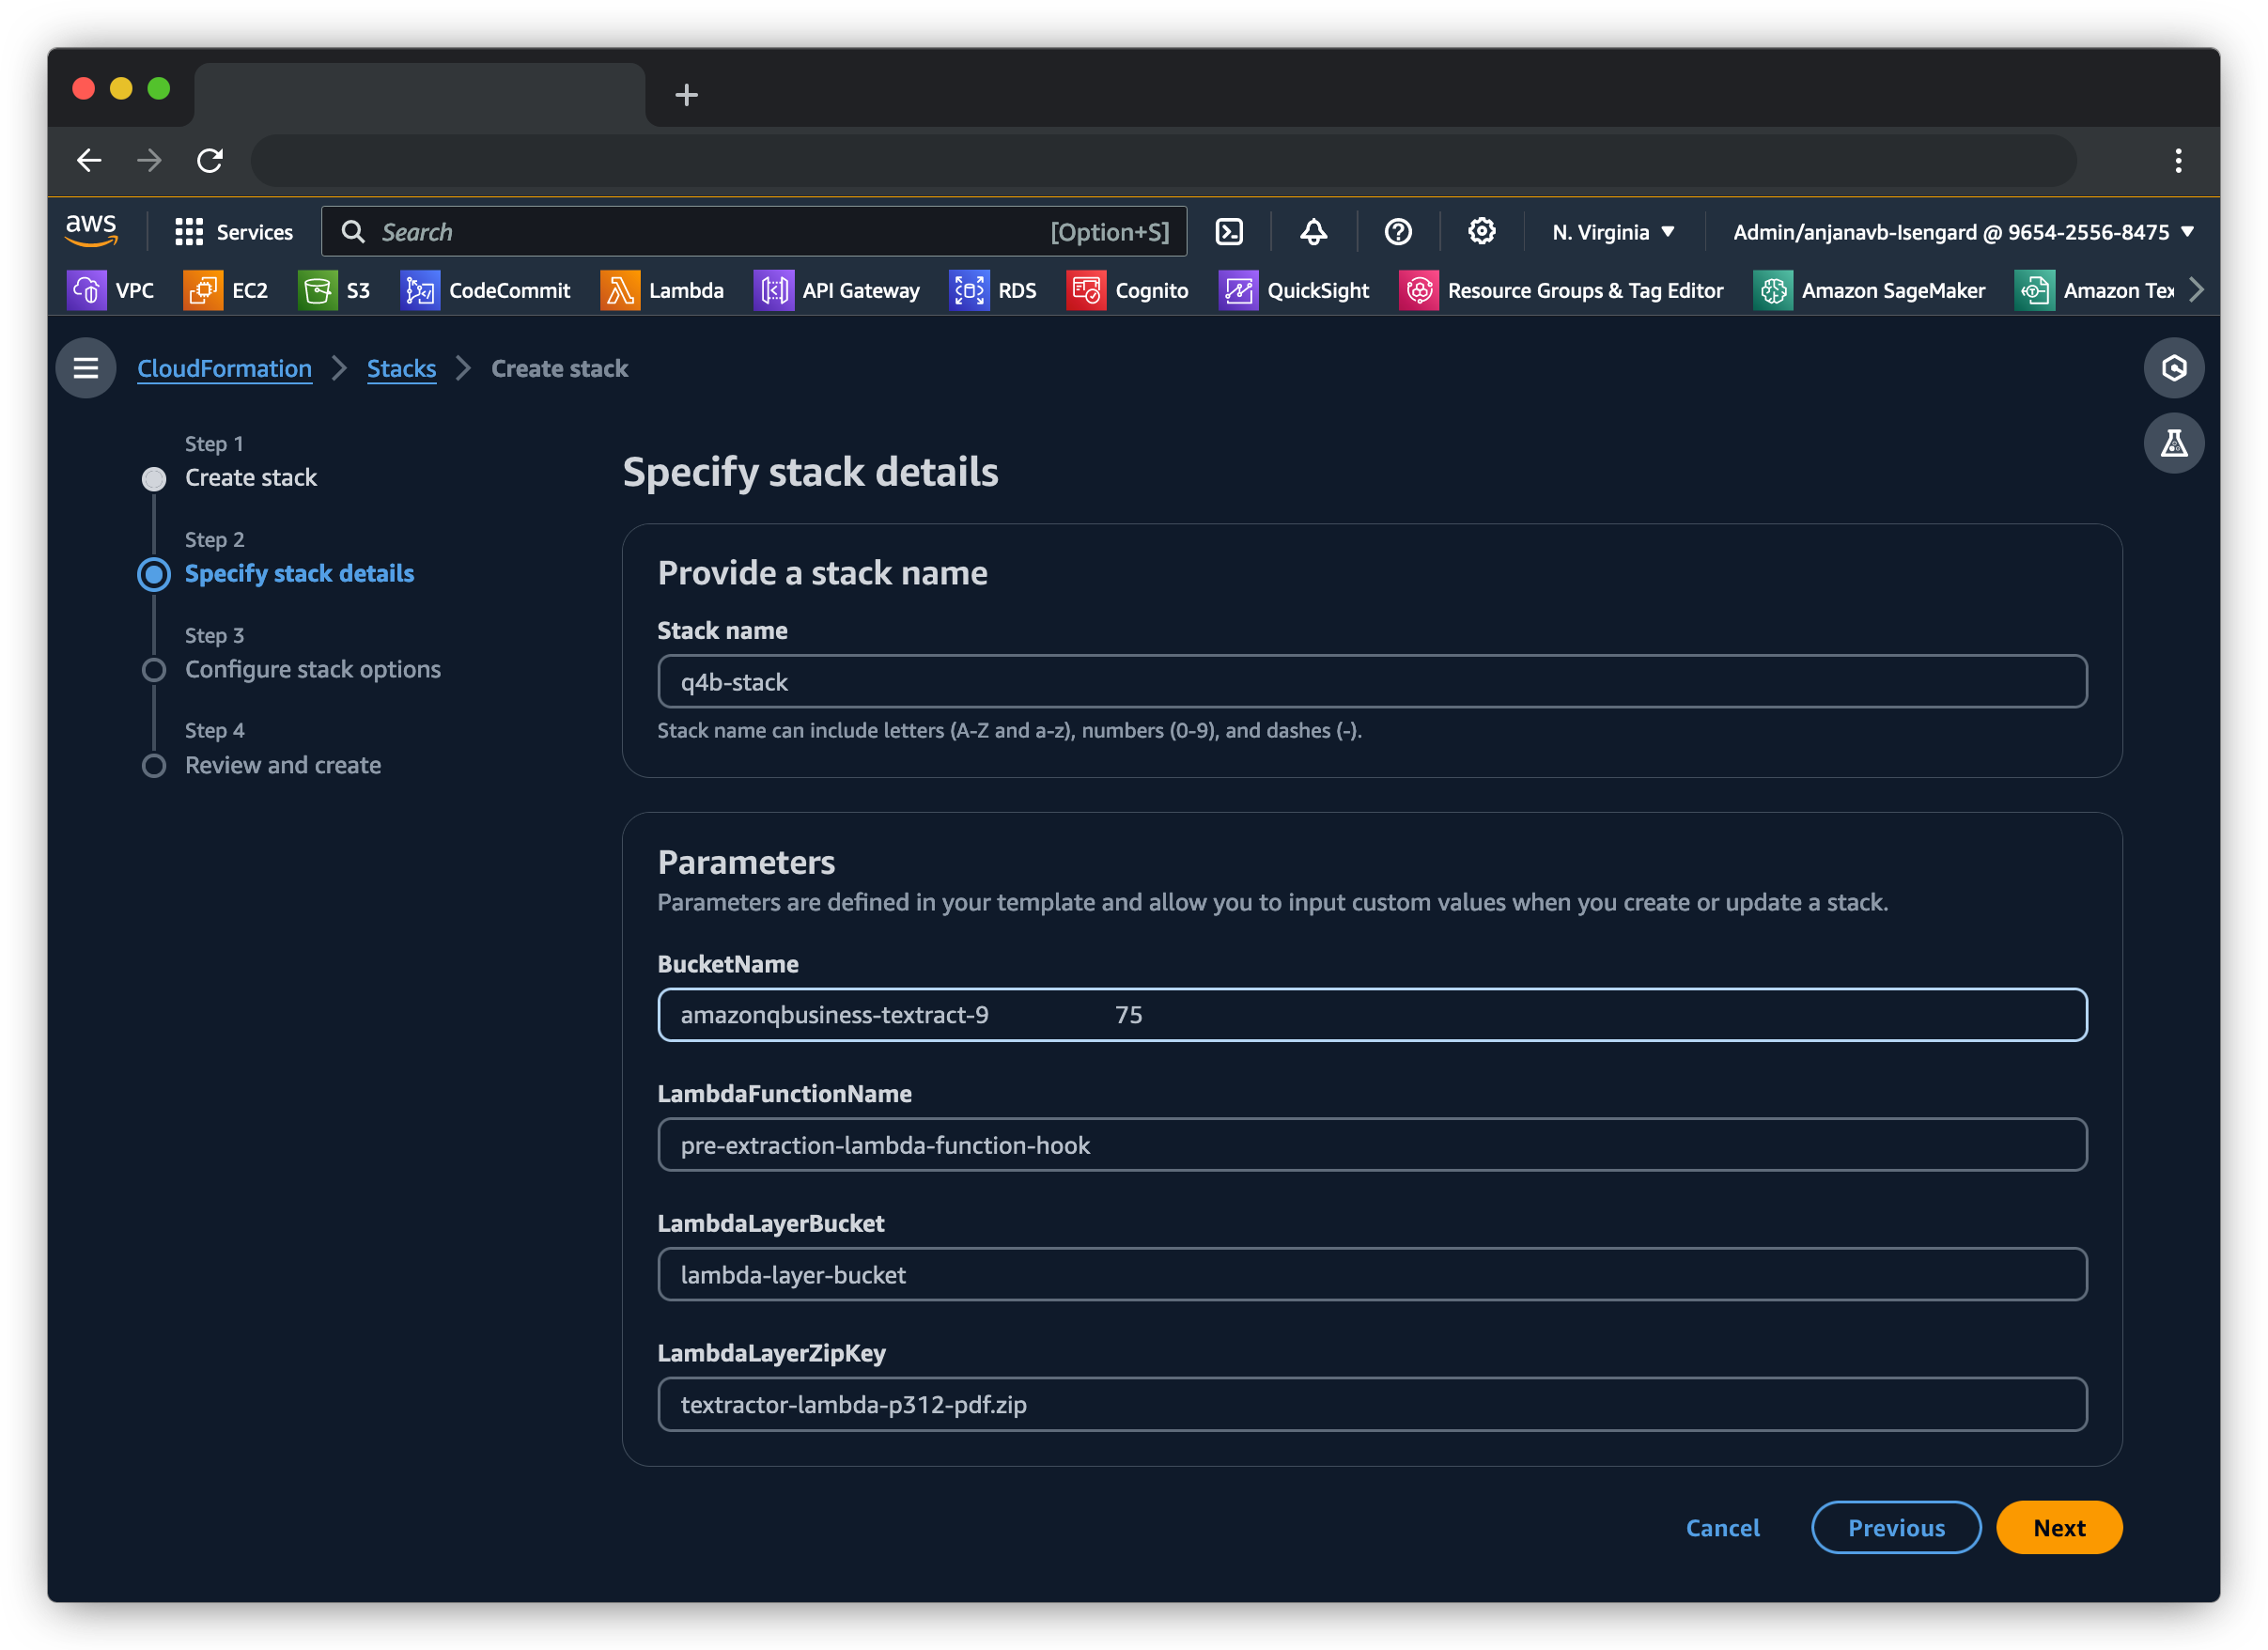 aws Services Search [Option+S] N. Virginia Admin/anjanavb-Isengard @ 9654-2556-8475
VPC EC2 S3 CodeCommit Lambda API Gateway RDS Cognito QuickSight Resource Groups & Tag Editor Amazon SageMaker Amazon Tex
CloudFormation Stacks Create stack
Step 1
Create stack
Step 2
Specify stack details
Step 3
Configure stack options
Step 4
Review and create
Specify stack details
Provide a stack name
Stack name
q4b-stack
Stack name can include letters (A-Z and a-z), numbers (0-9), and dashes (-).
Parameters
Parameters are defined in your template and allow you to input custom values when you create or update a stack.
BucketName
amazonqbusiness-textract-9 75
LambdaFunctionName
pre-extraction-lambda-function-hook
LambdaLayerBucket
lambda-layer-bucket
LambdaLayerZipKey
textractor-lambda-p312-pdf.zip
Cancel Previous Next